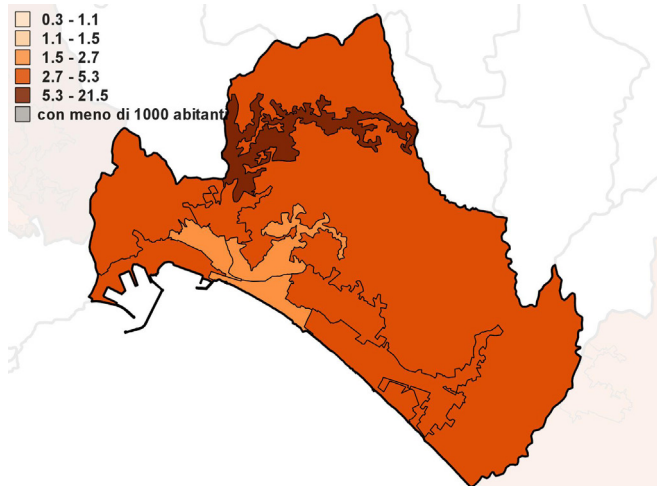 0.3 - 1.1
1.1 - 1.5
1.5 - 2.7
2.7 - 5.3
5.3 - 21.5
con meno di 1000 abitanti